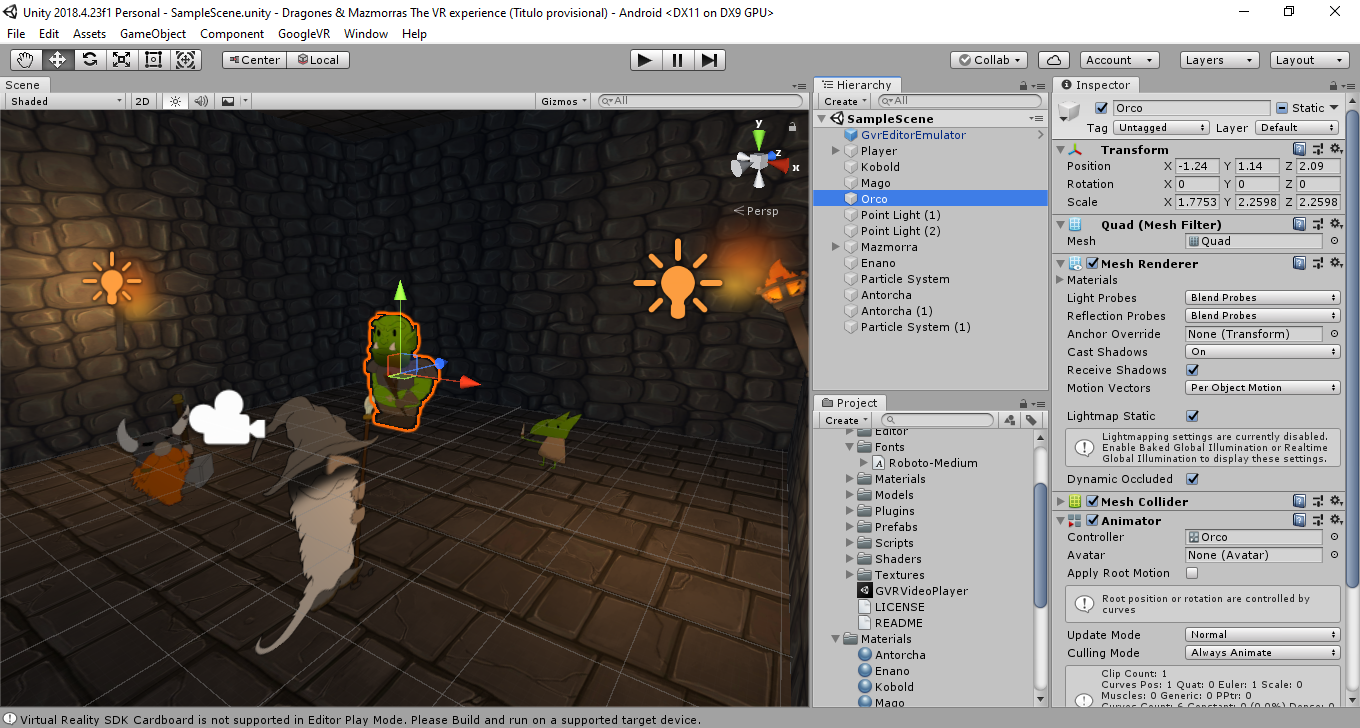 Unity 2018.4.23f1 Personal - SampleScene.unity - Dragones & Mazmorras The VR experience (Titulo provisional) - Android <DX11 on DX9 GPU>
File Edit Assets GameObject Component GoogleVR Window Help
Center Local Collab Account Layers Layout
Scene
Shaded 2D Gizmos All
y
z
x
Persp
Hierarchy
Create All
SampleScene
GvrEditorEmulator
Player
Kobold
Mago
Orco
Point Light (1)
Point Light (2)
Mazmorra
Enano
Particle System
Antorcha
Antorcha (1)
Particle System (1)
Project
Create
Editor
Fonts
Roboto-Medium
Materials
Models
Plugins
Prefabs
Scripts
Shaders
Textures
GVRVideoPlayer
LICENSE
README
Materials
Antorcha
Enano
Kobold
Mago
Inspector
Orco Static
Tag Untagged Layer Default
Transform
Position X -1.24 Y 1.14 Z 2.09
Rotation X 0 Y 0 Z 0
Scale X 1.7753 Y 2.2598 Z 2.2598
Quad (Mesh Filter)
Mesh Quad
Mesh Renderer
Materials
Light Probes Blend Probes
Reflection Probes Blend Probes
Anchor Override None (Transform)
Cast Shadows On
Receive Shadows
Motion Vectors Per Object Motion
Lightmap Static
Lightmapping settings are currently disabled.
Enable Baked Global Illumination or Realtime
Global Illumination to display these settings.
Dynamic Occluded
Mesh Collider
Animator
Controller Orco
Avatar None (Avatar)
Apply Root Motion
Root position or rotation are controlled by
curves
Update Mode Normal
Culling Mode Always Animate
Clip Count: 1
Curves Pos: 1 Quat: 0 Euler: 1 Scale: 0
Muscles: 0 Generic: 0 PPtr: 0
Curves Count: 6 Constant: 0 (0.0%) Dense: 0
Virtual Reality SDK Cardboard is not supported in Editor Play Mode. Please Build and run on a supported target device.